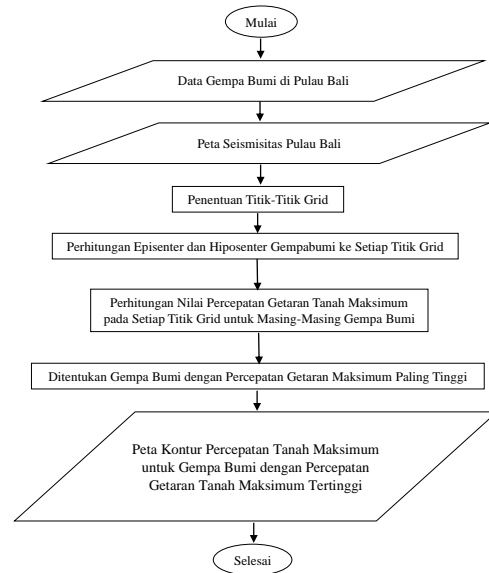 Mulai
Data Gempa Bumi di Pulau Bali
Peta Seismisitas Pulau Bali
Penentuan Titik-Titik Grid
Perhitungan Episenter dan Hiposenter Gempabumi ke Setiap Titik Grid
Perhitungan Nilai Percepatan Getaran Tanah Maksimum
pada Setiap Titik Grid untuk Masing-Masing Gempa Bumi
Ditentukan Gempa Bumi dengan Percepatan Getaran Maksimum Paling Tinggi
Peta Kontur Percepatan Tanah Maksimum
untuk Gempa Bumi dengan Percepatan
Getaran Tanah Maksimum Tertinggi
Selesai